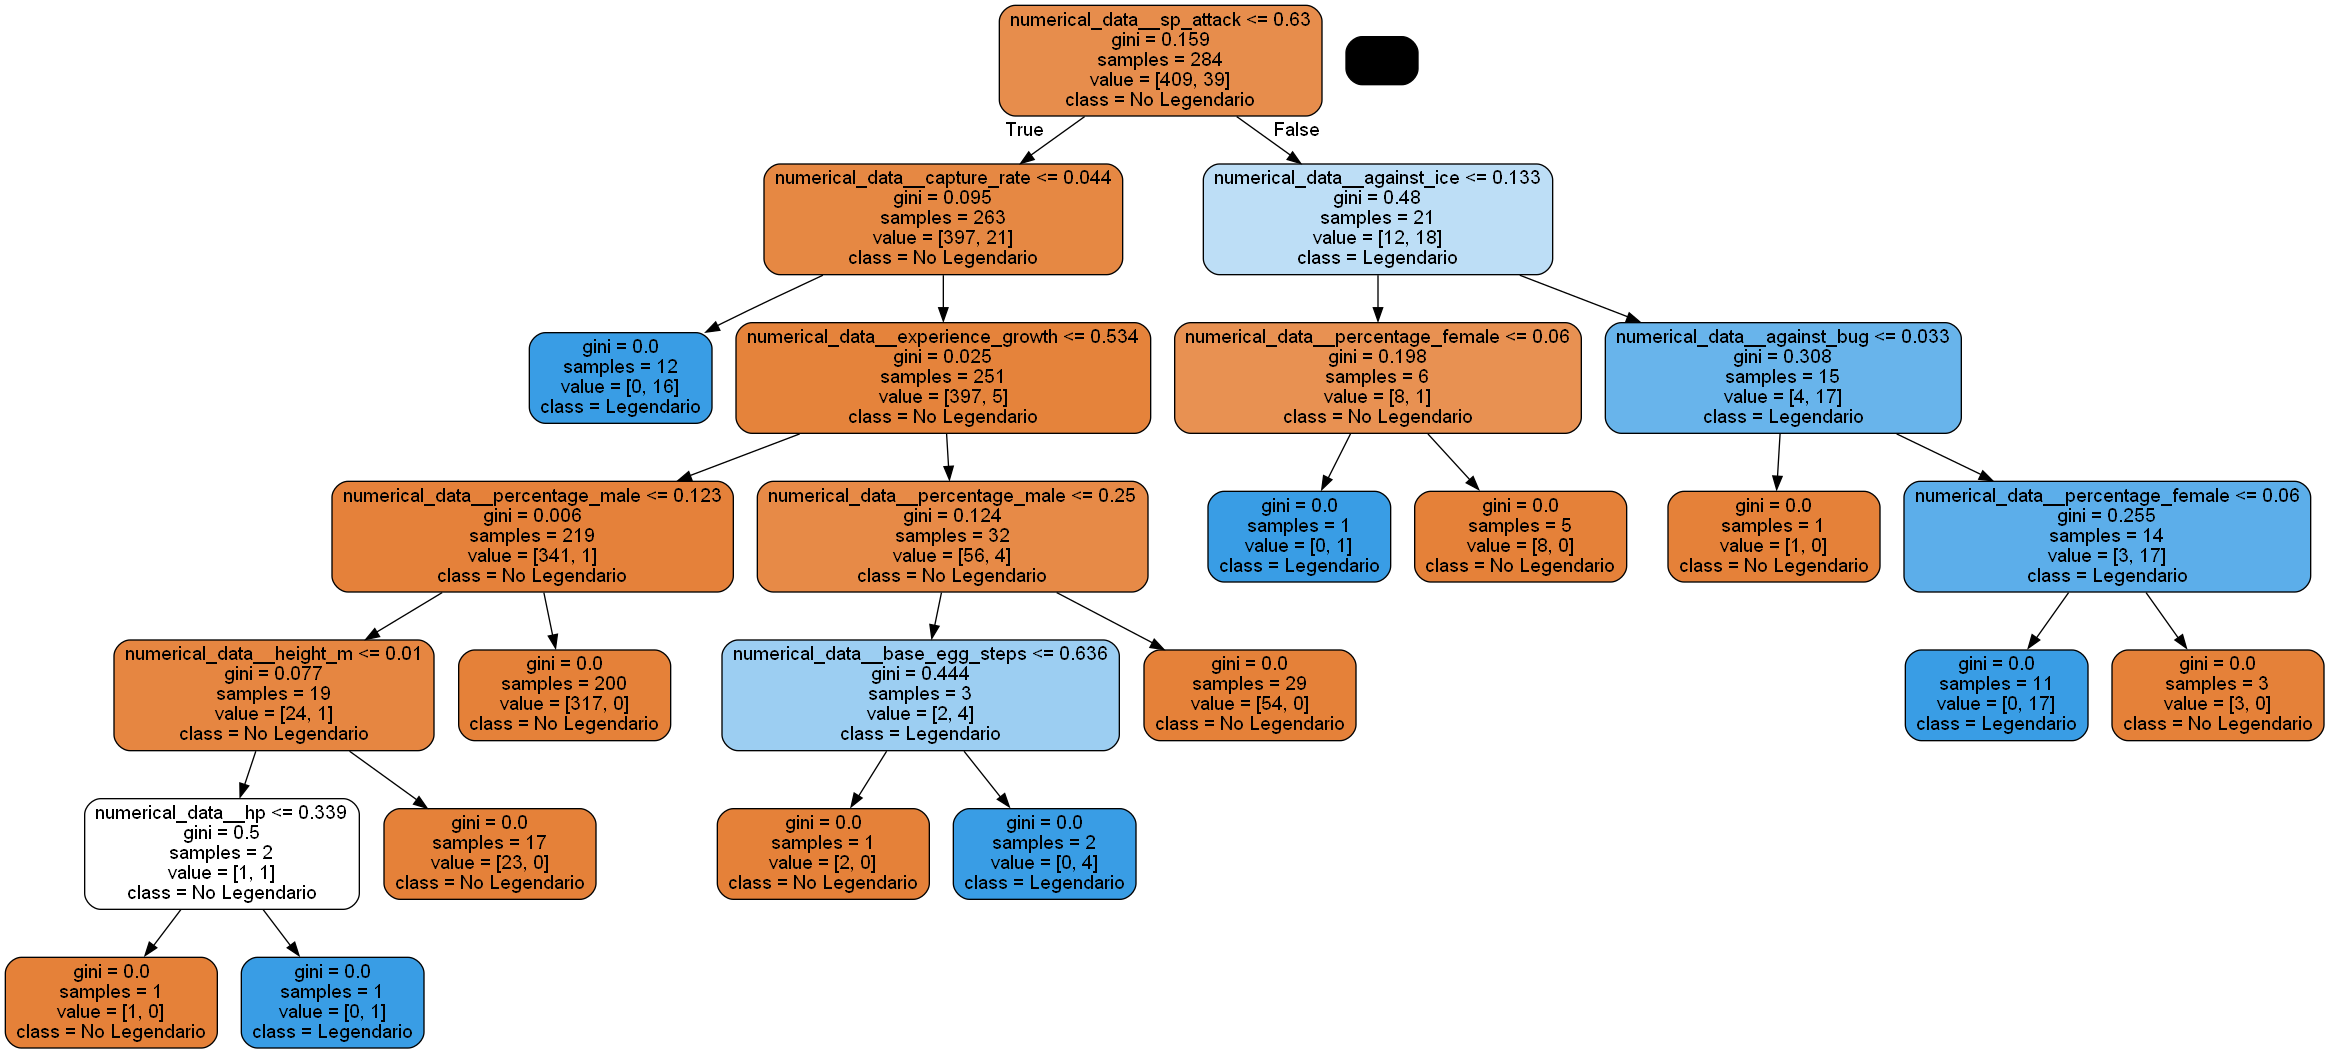 numerical_data__sp_attack <= 0.63
gini = 0.159
samples = 284
value = [409, 39]
class = No Legendario
True
False
numerical_data__capture_rate <= 0.044
gini = 0.095
samples = 263
value = [397, 21]
class = No Legendario
numerical_data__against_ice <= 0.133
gini = 0.48
samples = 21
value = [12, 18]
class = Legendario
gini = 0.0
samples = 12
value = [0, 16]
class = Legendario
numerical_data__experience_growth <= 0.534
gini = 0.025
samples = 251
value = [397, 5]
class = No Legendario
numerical_data__percentage_female <= 0.06
gini = 0.198
samples = 6
value = [8, 1]
class = No Legendario
numerical_data__against_bug <= 0.033
gini = 0.308
samples = 15
value = [4, 17]
class = Legendario
numerical_data__percentage_male <= 0.123
gini = 0.006
samples = 219
value = [341, 1]
class = No Legendario
numerical_data__percentage_male <= 0.25
gini = 0.124
samples = 32
value = [56, 4]
class = No Legendario
gini = 0.0
samples = 1
value = [0, 1]
class = Legendario
gini = 0.0
samples = 5
value = [8, 0]
class = No Legendario
gini = 0.0
samples = 1
value = [1, 0]
class = No Legendario
numerical_data__percentage_female <= 0.06
gini = 0.255
samples = 14
value = [3, 17]
class = Legendario
numerical_data__height_m <= 0.01
gini = 0.077
samples = 19
value = [24, 1]
class = No Legendario
gini = 0.0
samples = 200
value = [317, 0]
class = No Legendario
numerical_data__base_egg_steps <= 0.636
gini = 0.444
samples = 3
value = [2, 4]
class = Legendario
gini = 0.0
samples = 29
value = [54, 0]
class = No Legendario
gini = 0.0
samples = 11
value = [0, 17]
class = Legendario
gini = 0.0
samples = 3
value = [3, 0]
class = No Legendario
numerical_data__hp <= 0.339
gini = 0.5
samples = 2
value = [1, 1]
class = No Legendario
gini = 0.0
samples = 17
value = [23, 0]
class = No Legendario
gini = 0.0
samples = 1
value = [2, 0]
class = No Legendario
gini = 0.0
samples = 2
value = [0, 4]
class = Legendario
gini = 0.0
samples = 1
value = [1, 0]
class = No Legendario
gini = 0.0
samples = 1
value = [0, 1]
class = Legendario